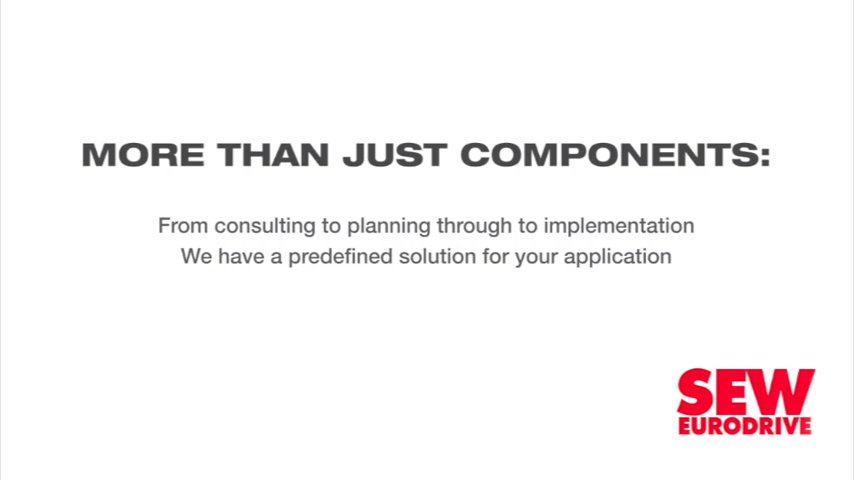 MORE THAN JUST COMPONENTS:
From consulting to planning through to implementation
We have a predefined solution for your application
SEW
EURODRIVE